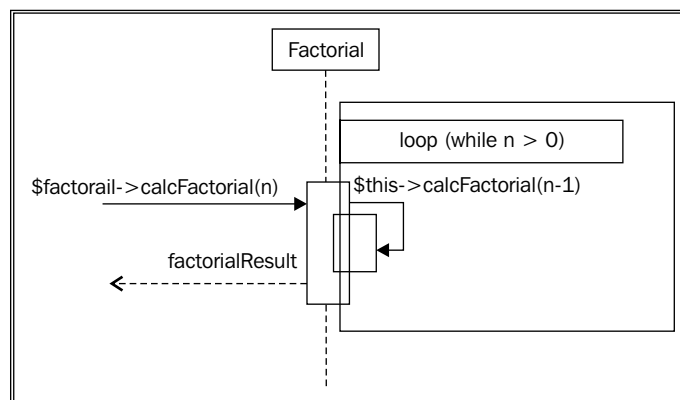 Factorial
loop (while n > 0)
$factorail->calcFactorial(n)
$this->calcFactorial(n-1)
factorialResult